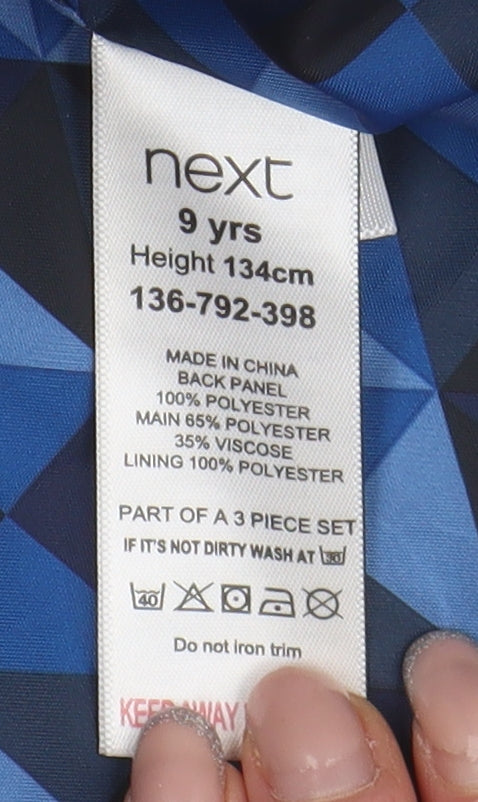 next
9 yrs
Height 134cm
136-792-398
MADE IN CHINA
BACK PANEL
100% POLYESTER
MAIN 65% POLYESTER
35% VISCOSE
LINING 100% POLYESTER
PART OF A 3 PIECE SET
IF IT'S NOT DIRTY WASH AT 30
40
Do not iron trim
KEEP AWAY